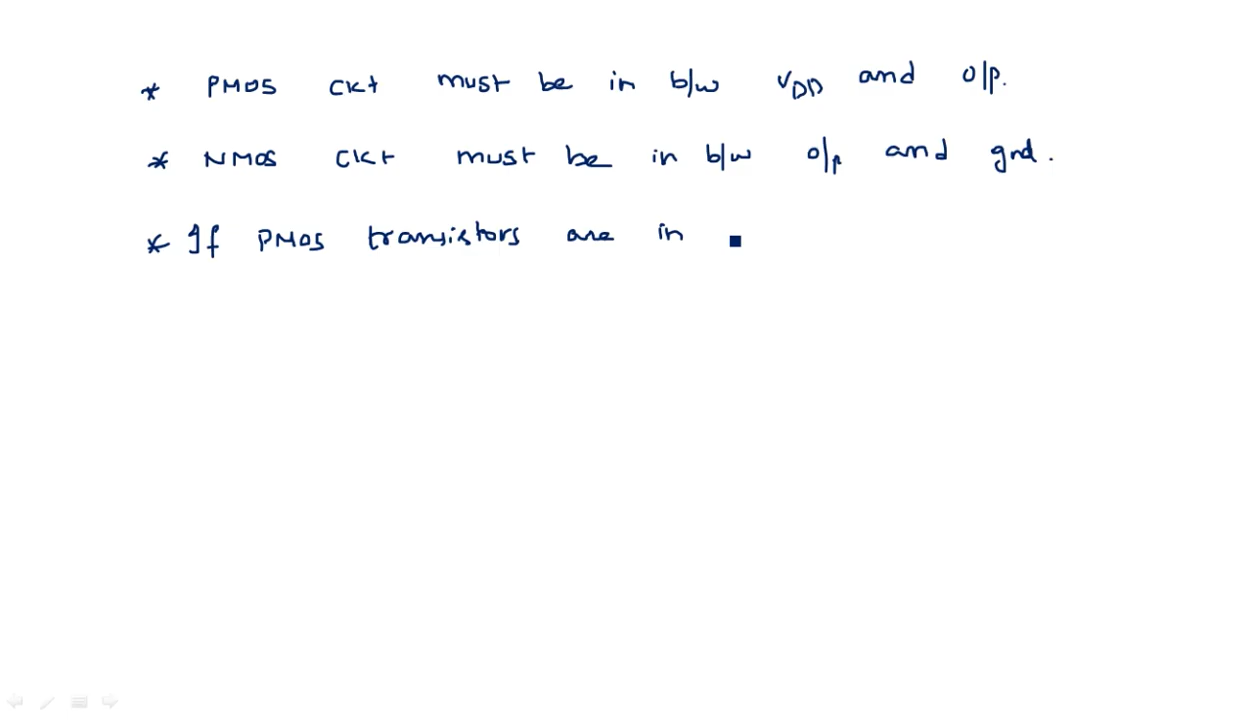 * PMOS CKt must be in b/w VDD and o/p.
* NMOS CKt must be in b/w o/p and gnd.
* If PMOS transistors are in